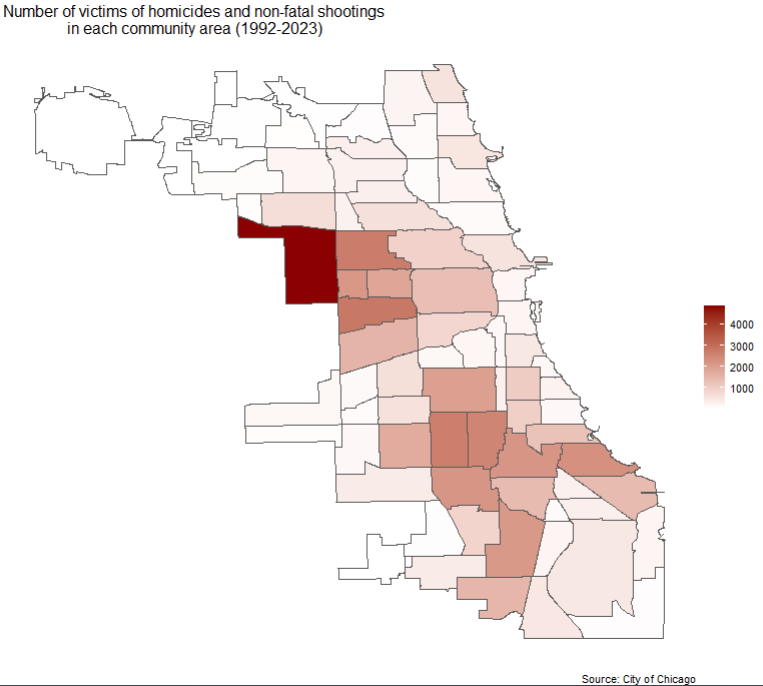 Number of victims of homicides and non-fatal shootings
in each community area (1992-2023)
4000
3000
2000
1000
Source: City of Chicago